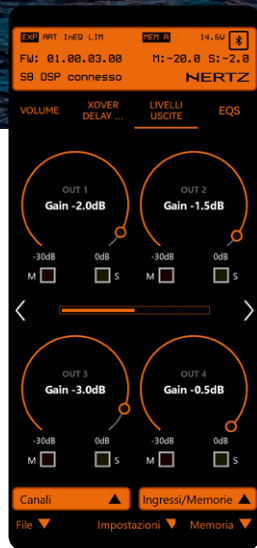 EXP ART InEQ LIM MEM A 14.6V
FW: 01.00.03.00 M:-20.0 S:-2.0
S8 DSP connesso HERTZ
VOLUME XOVER DELAY ... LIVELLI USCITE EQS
OUT 1 OUT 2
Gain -2.0dB Gain -1.5dB
-30dB 0dB -30dB 0dB
M S M S
OUT 3 OUT 4
Gain -3.0dB Gain -0.5dB
-30dB 0dB -30dB 0dB
M S M S
Canali Ingressi/Memorie
File Impostazioni Memoria